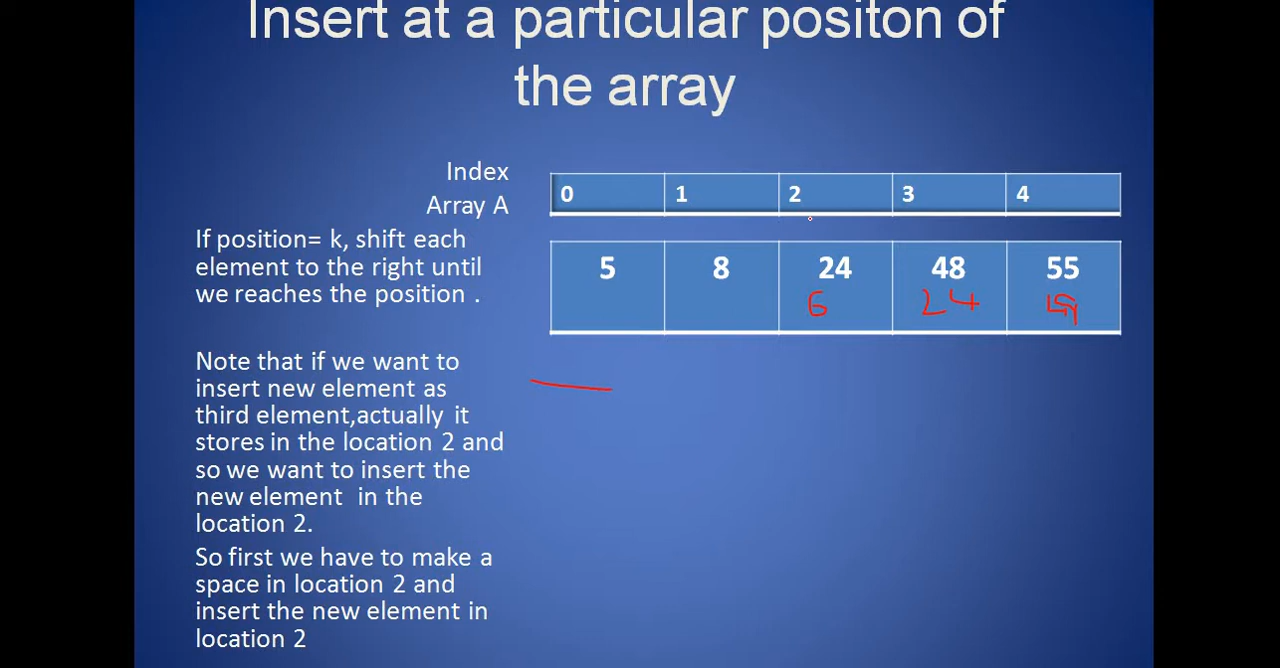 Insert at a particular positon of
the array
Index
Array A
0 1 2 3 4
If position= k, shift each
element to the right until
we reaches the position .
5 8 24 48 55
6 24
Note that if we want to
insert new element as
third element,actually it
stores in the location 2 and
so we want to insert the
new element in the
location 2.
So first we have to make a
space in location 2 and
insert the new element in
location 2